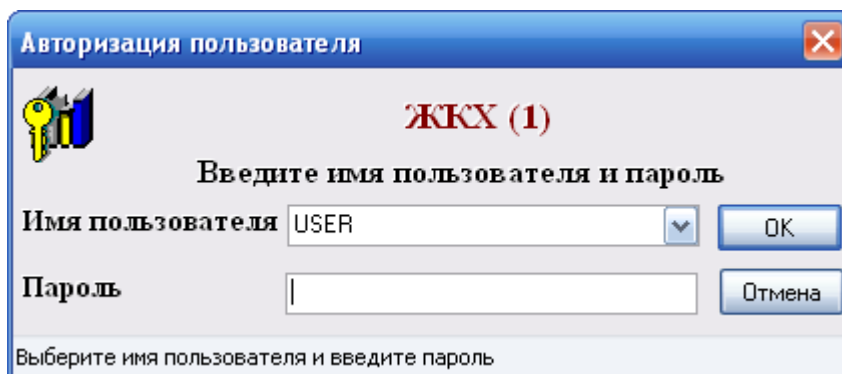 Авторизация пользователя
ЖКХ (1)
Введите имя пользователя и пароль
Имя пользователя USER OK
Пароль Отмена
Выберите имя пользователя и введите пароль